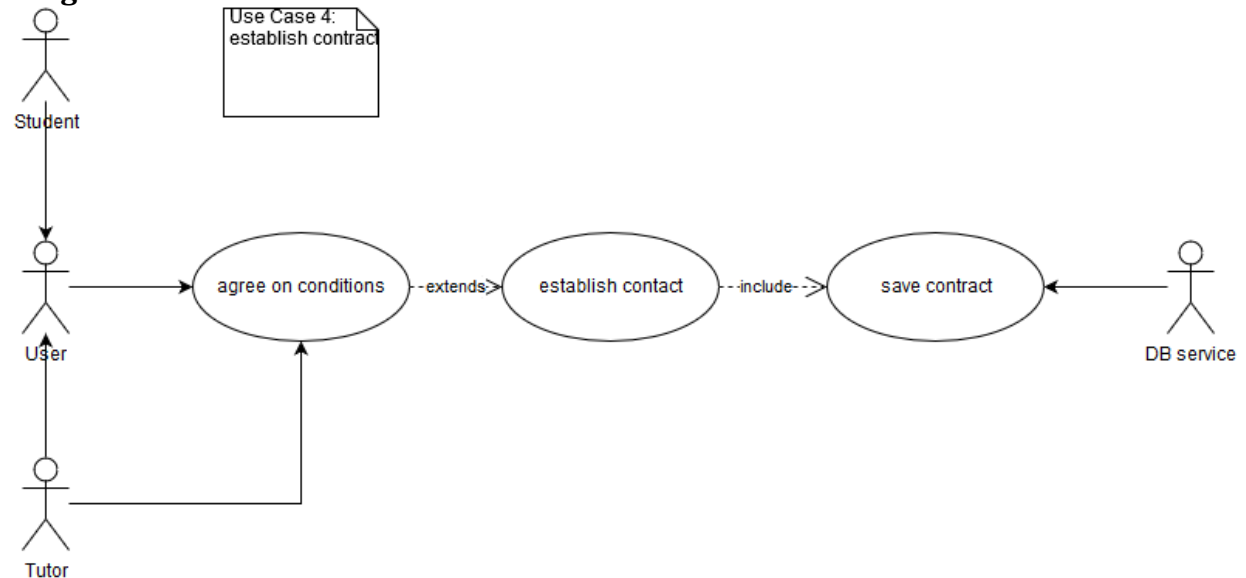 Use Case 4:
establish contract
Student
agree on conditions
extends
establish contact
include
save contract
User
DB service
Tutor